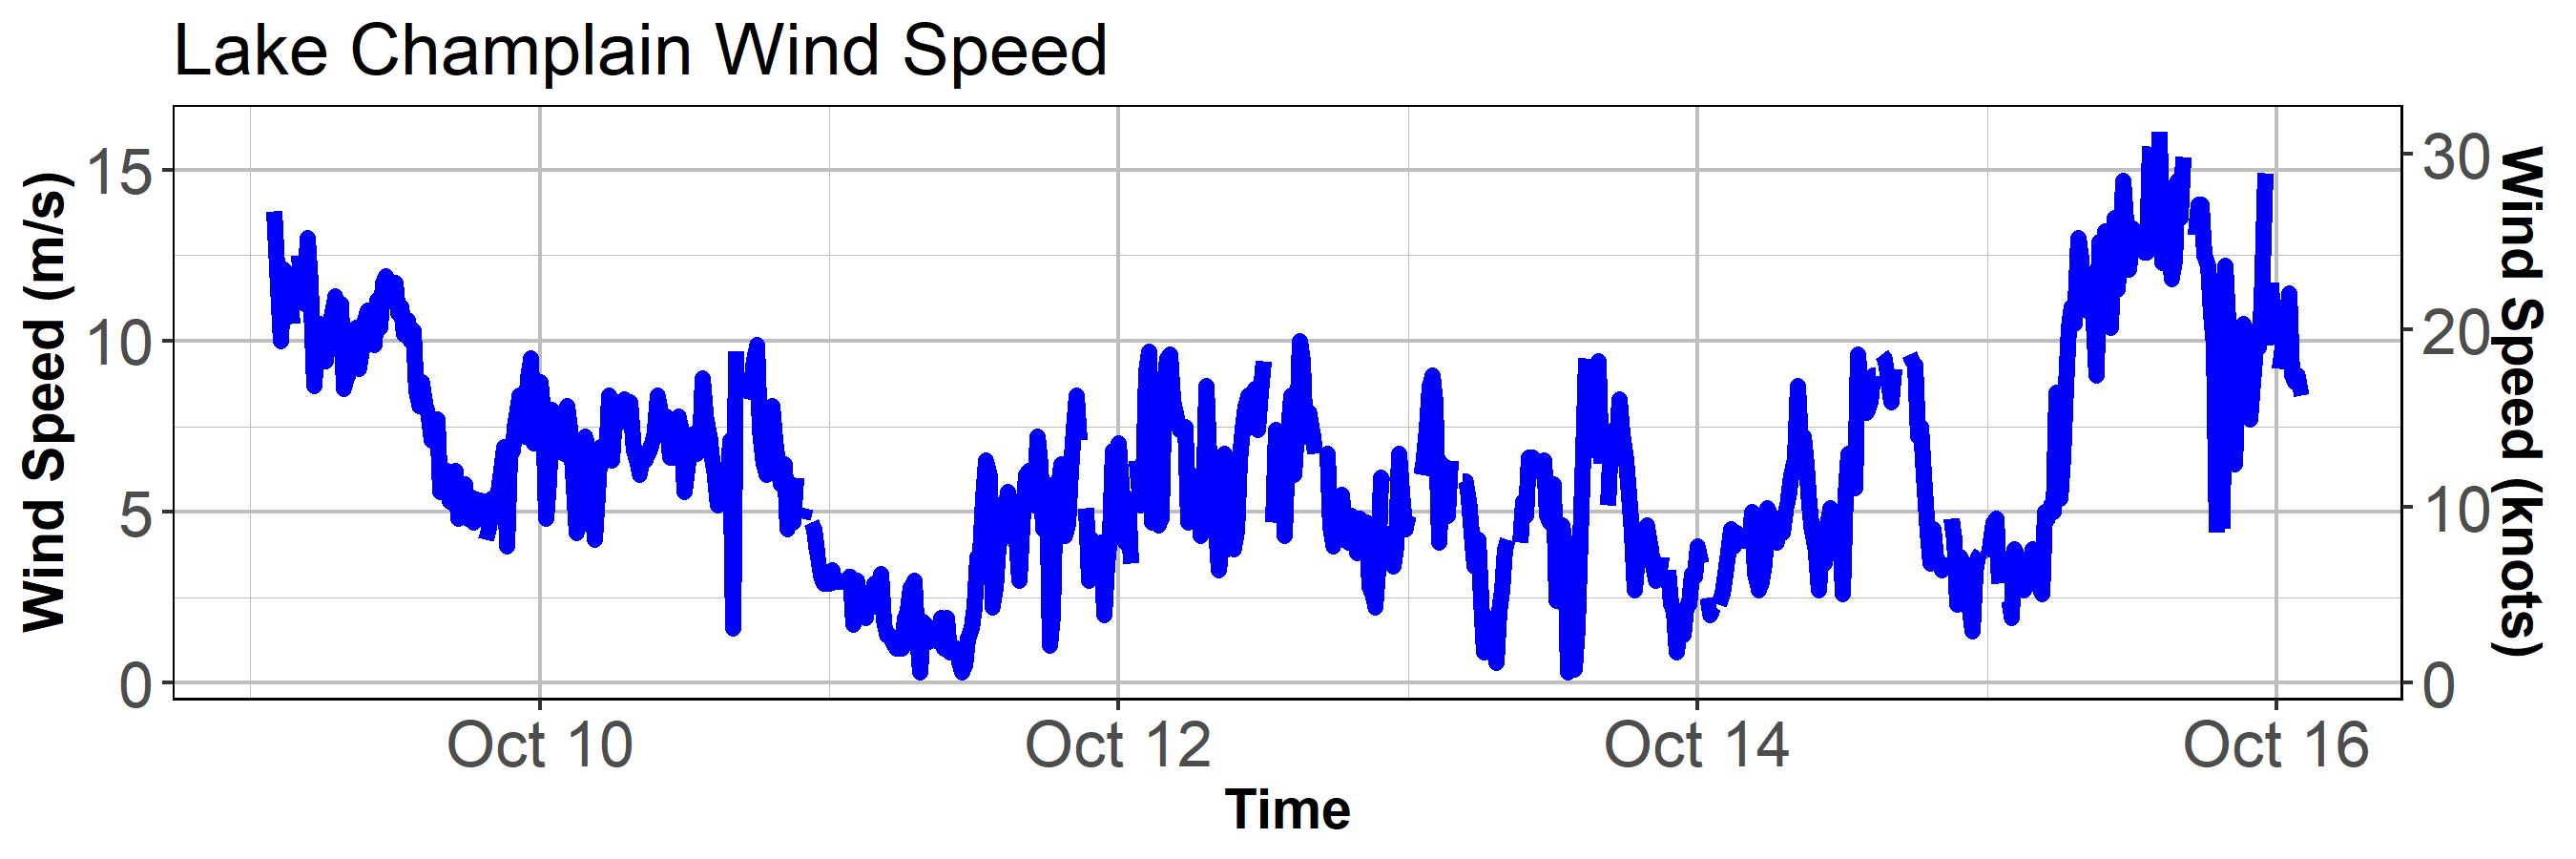 Lake Champlain Wind Speed
Wind Speed (m/s)
15
10
5
0
30
20
10
0
Wind Speed (knots)
Oct 10
Oct 12
Oct 14
Oct 16
Time